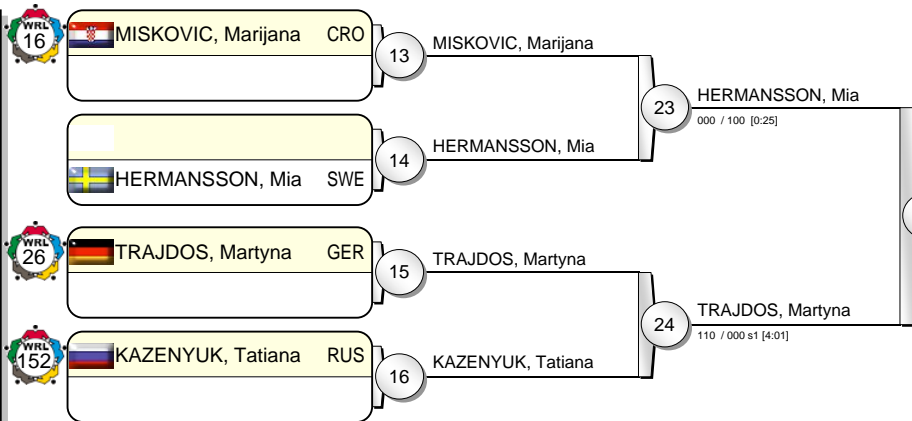 WRL
16
MISKOVIC, Marijana CRO
13
MISKOVIC, Marijana
23
HERMANSSON, Mia
000 / 100 [0:25]
14
HERMANSSON, Mia
HERMANSSON, Mia SWE
WRL
26
TRAJDOS, Martyna GER
15
TRAJDOS, Martyna
24
TRAJDOS, Martyna
110 / 000 s1 [4:01]
WRL
152
KAZENYUK, Tatiana RUS
16
KAZENYUK, Tatiana